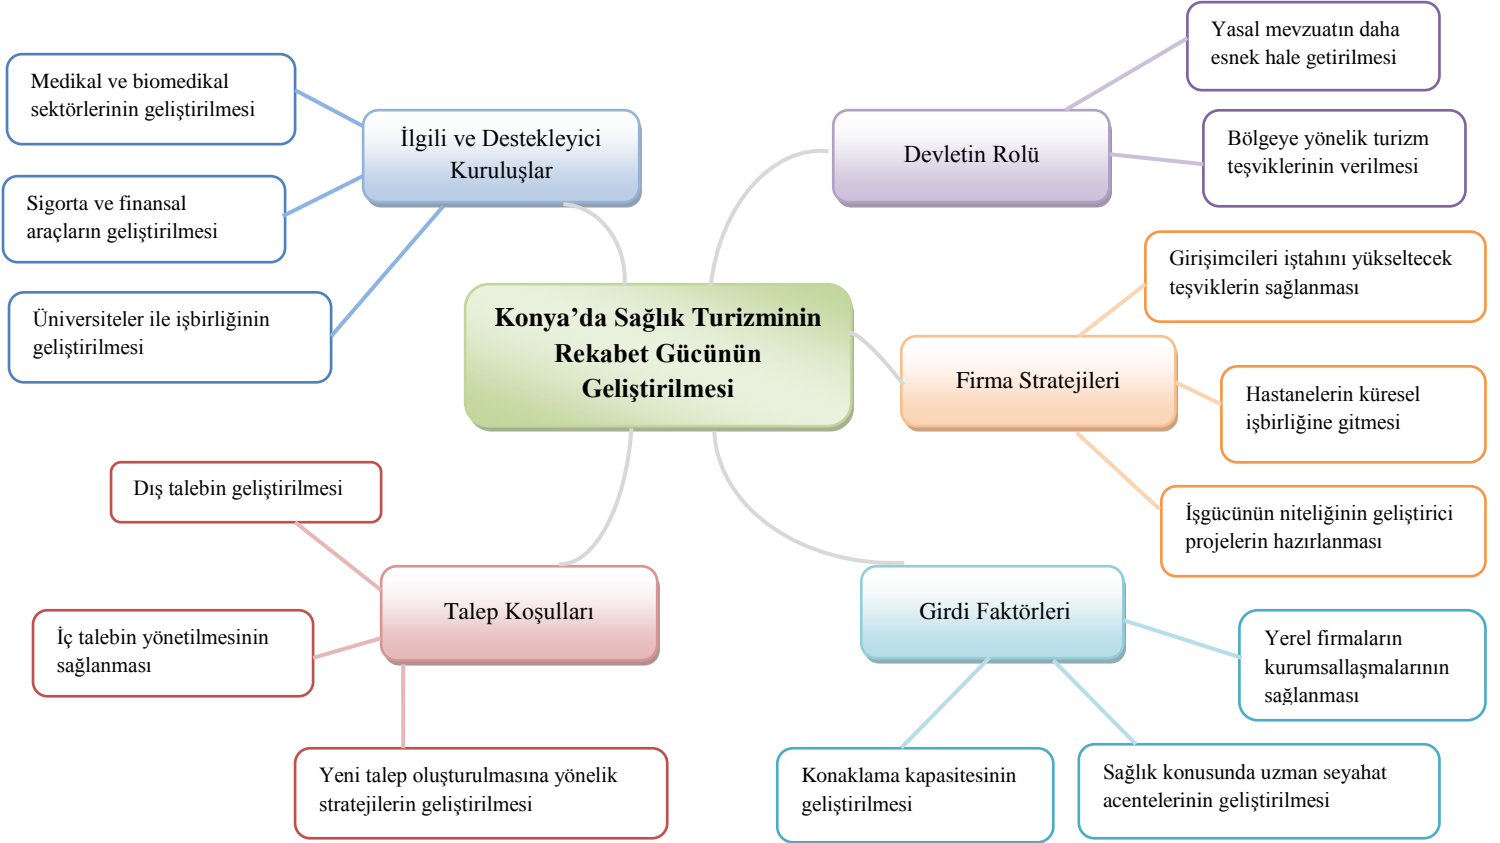 Yasal mevzuatın daha
esnek hale getirilmesi
Medikal ve biomedikal
sektörlerinin geliştirilmesi
İlgili ve Destekleyici
Kuruluşlar
Devletin Rolü
Bölgeye yönelik turizm
teşviklerinin verilmesi
Sigorta ve finansal
araçların geliştirilmesi
Girişimcileri iştahını yükseltecek
teşviklerin sağlanması
Üniversiteler ile işbirliğinin
geliştirilmesi
Konya’da Sağlık Turizminin
Rekabet Gücünün
Geliştirilmesi
Firma Stratejileri
Hastanelerin küresel
işbirliğine gitmesi
Dış talebin geliştirilmesi
İşgücünün niteliğinin geliştirici
projelerin hazırlanması
Talep Koşulları
Girdi Faktörleri
İç talebin yönetilmesinin
sağlanması
Yerel firmaların
kurumsallaşmalarının
sağlanması
Yeni talep oluşturulmasına yönelik
stratejilerin geliştirilmesi
Konaklama kapasitesinin
geliştirilmesi
Sağlık konusunda uzman seyahat
acentelerinin geliştirilmesi